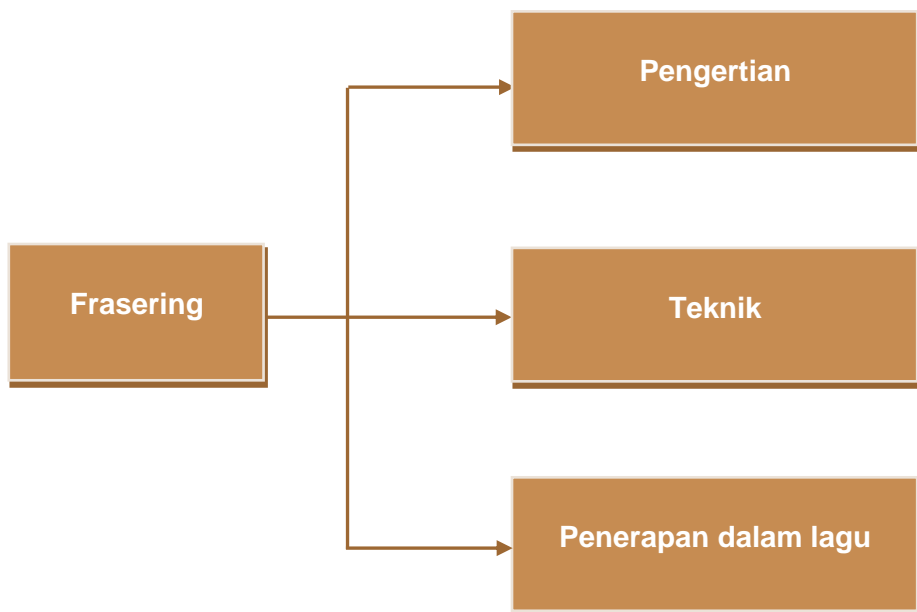 Pengertian
Frasering
Teknik
Penerapan dalam lagu